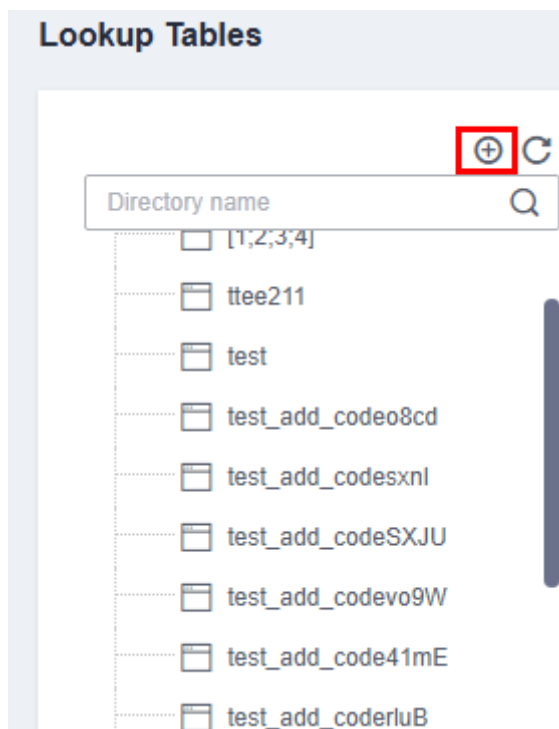 Lookup Tables
Directory name
[1;2;3;4]
ttee211
test
test_add_codeo8cd
test_add_codesxnl
test_add_codeSXJU
test_add_codevo9W
test_add_code41mE
test_add_coderluB